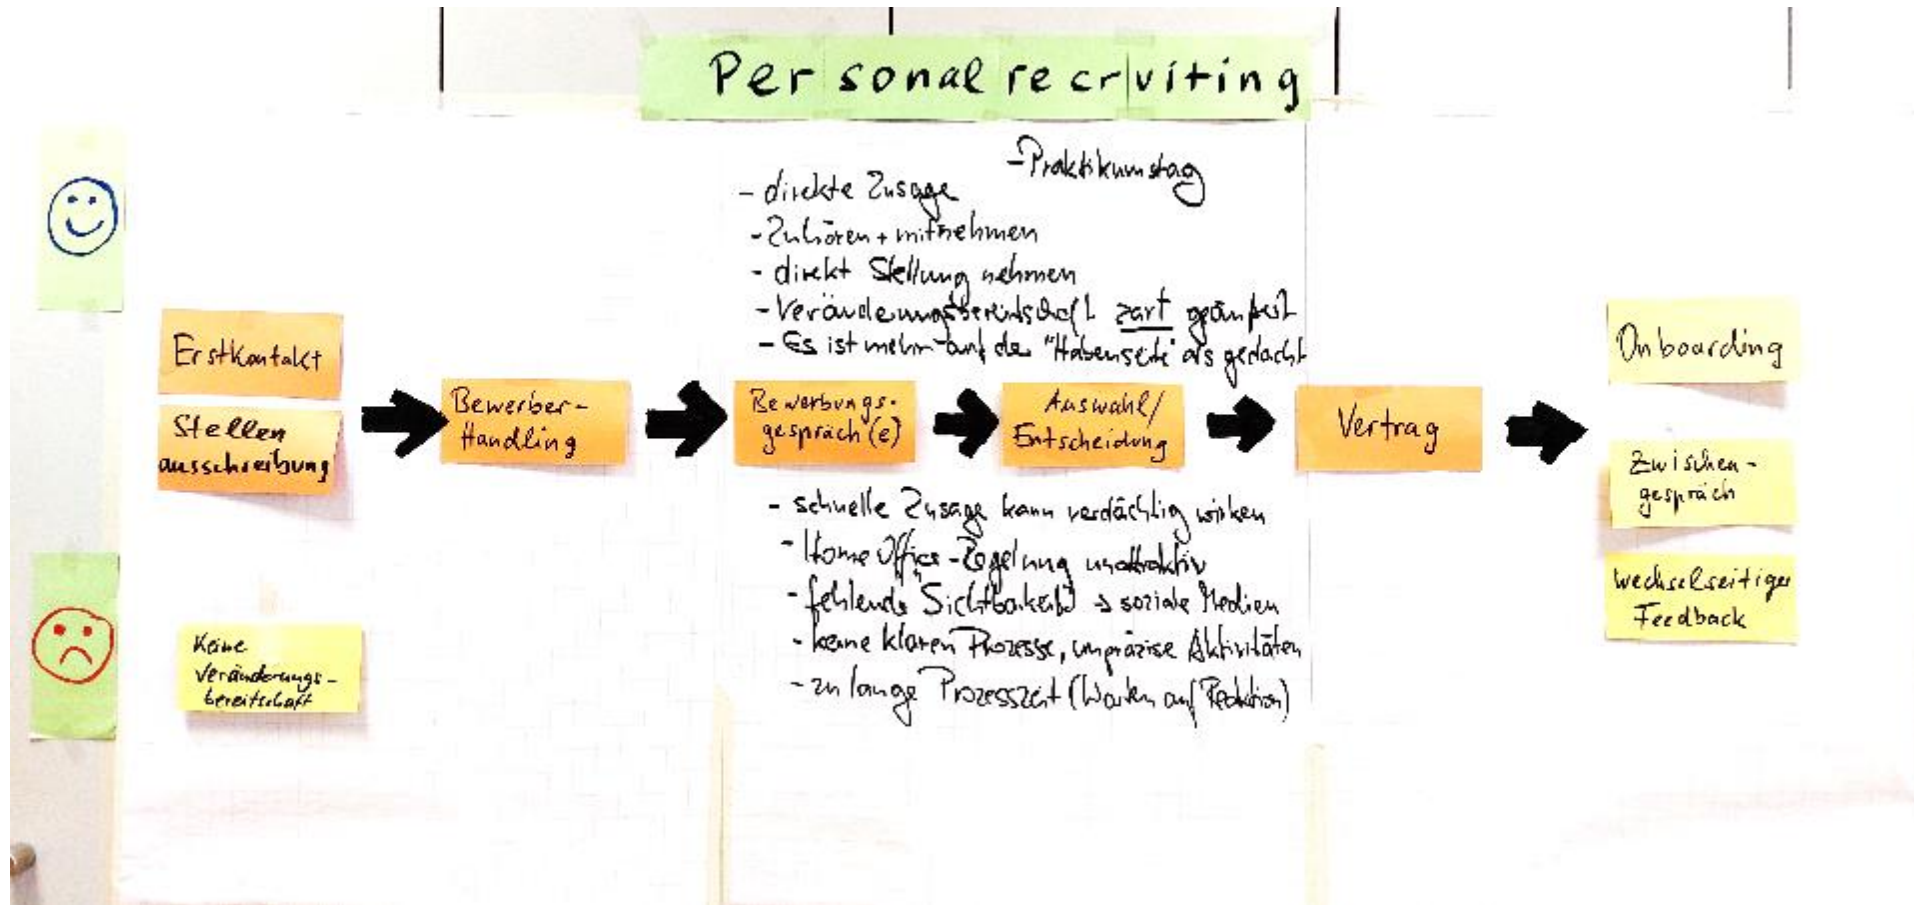 Personalrecruiting
- Praktikumstag
- direkte Zusage
- Zuhören + mitnehmen
- direkt Stellung nehmen
- Veränderungsbereitschaft zart geäußert
- Es ist mehr auf der "Habenseite" als gedacht
Erstkontakt
Stellen
ausschreibung
Bewerber-
Handling
Bewerbungs-
gespräch(e)
Auswahl/
Entscheidung
Vertrag
Onboarding
Zwischen-
gespräch
wechselseitiges
Feedback
- schnelle Zusage kann verdächtig wirken
- Home Office-Regelung unattraktiv
- fehlende "Sichtbarkeit" → soziale Medien
- keine klaren Prozesse, unpräzise Aktivitäten
- zu lange Prozesszeit (Warten auf Reaktion)
Keine
Veränderungs-
bereitschaft